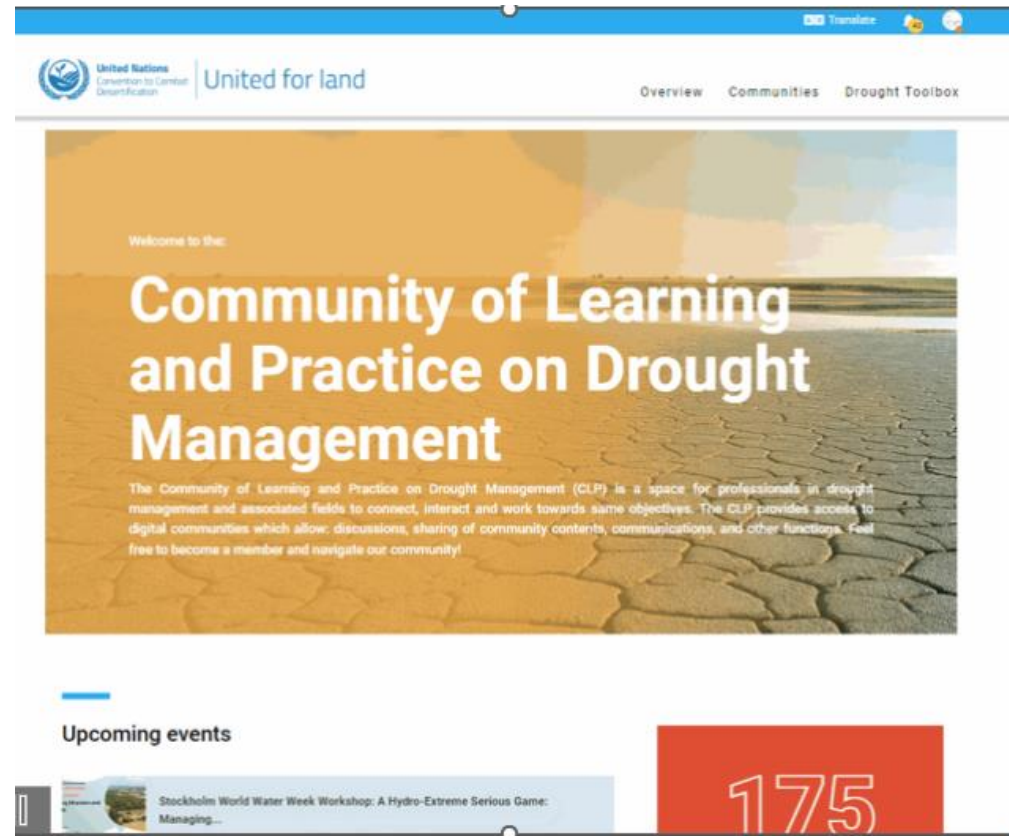 Translate
United Nations
Convention to Combat
Desertification
United for land
Overview Communities Drought Toolbox
Welcome to the:
Community of Learning
and Practice on Drought
Management
The Community of Learning and Practice on Drought Management (CLP) is a space for professionals in drought
management and associated fields to connect, interact and work towards same objectives. The CLP provides access to
digital communities which allow: discussions, sharing of community contents, communications, and other functions. Feel
free to become a member and navigate our community!
Upcoming events
Stockholm World Water Week Workshop: A Hydro-Extreme Serious Game:
Managing...
175